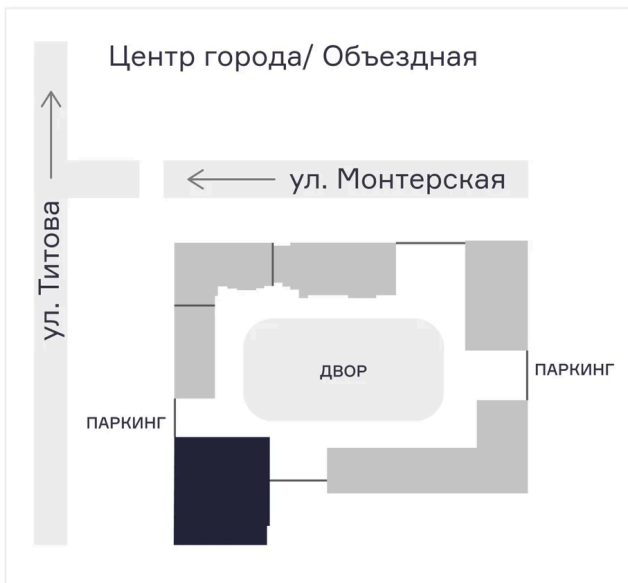 Центр города/ Объездная
ул. Монтерская
ул. Титова
ДВОР
ПАРКИНГ
ПАРКИНГ